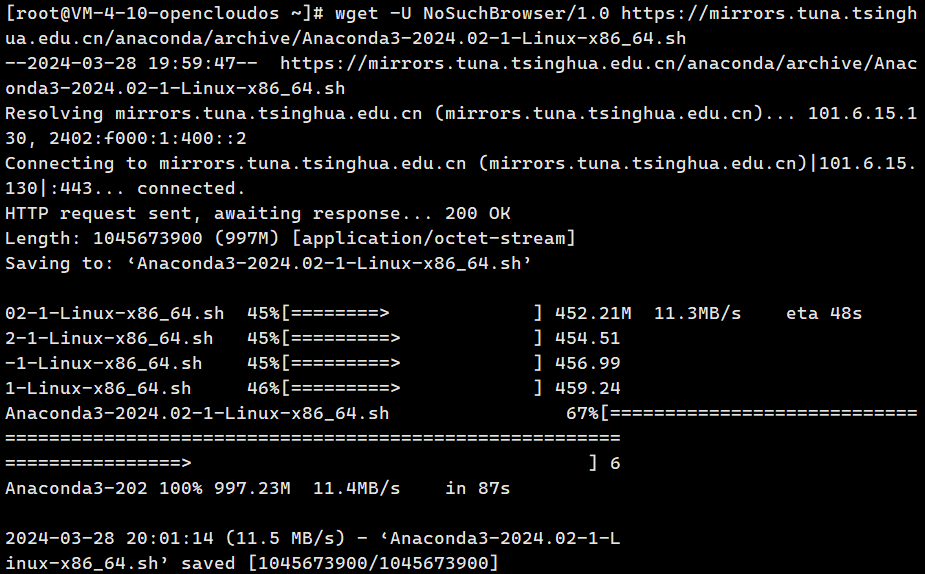 [root@VM-4-10-opencloudos ~]# wget -U NoSuchBrowser/1.0 https://mirrors.tuna.tsingh
ua.edu.cn/anaconda/archive/Anaconda3-2024.02-1-Linux-x86_64.sh
--2024-03-28 19:59:47--  https://mirrors.tuna.tsinghua.edu.cn/anaconda/archive/Anac
onda3-2024.02-1-Linux-x86_64.sh
Resolving mirrors.tuna.tsinghua.edu.cn (mirrors.tuna.tsinghua.edu.cn)... 101.6.15.1
30, 2402:f000:1:400::2
Connecting to mirrors.tuna.tsinghua.edu.cn (mirrors.tuna.tsinghua.edu.cn)|101.6.15.
130|:443... connected.
HTTP request sent, awaiting response... 200 OK
Length: 1045673900 (997M) [application/octet-stream]
Saving to: ‘Anaconda3-2024.02-1-Linux-x86_64.sh’

02-1-Linux-x86_64.sh  45%[========>             ] 452.21M  11.3MB/s    eta 48s
2-1-Linux-x86_64.sh   45%[=========>            ] 454.51
-1-Linux-x86_64.sh    45%[=========>            ] 456.99
1-Linux-x86_64.sh     46%[=========>            ] 459.24
Anaconda3-2024.02-1-Linux-x86_64.sh                67%[============================
========================================================
================>                                    ] 6
Anaconda3-202 100% 997.23M  11.4MB/s    in 87s

2024-03-28 20:01:14 (11.5 MB/s) - ‘Anaconda3-2024.02-1-L
inux-x86_64.sh’ saved [1045673900/1045673900]